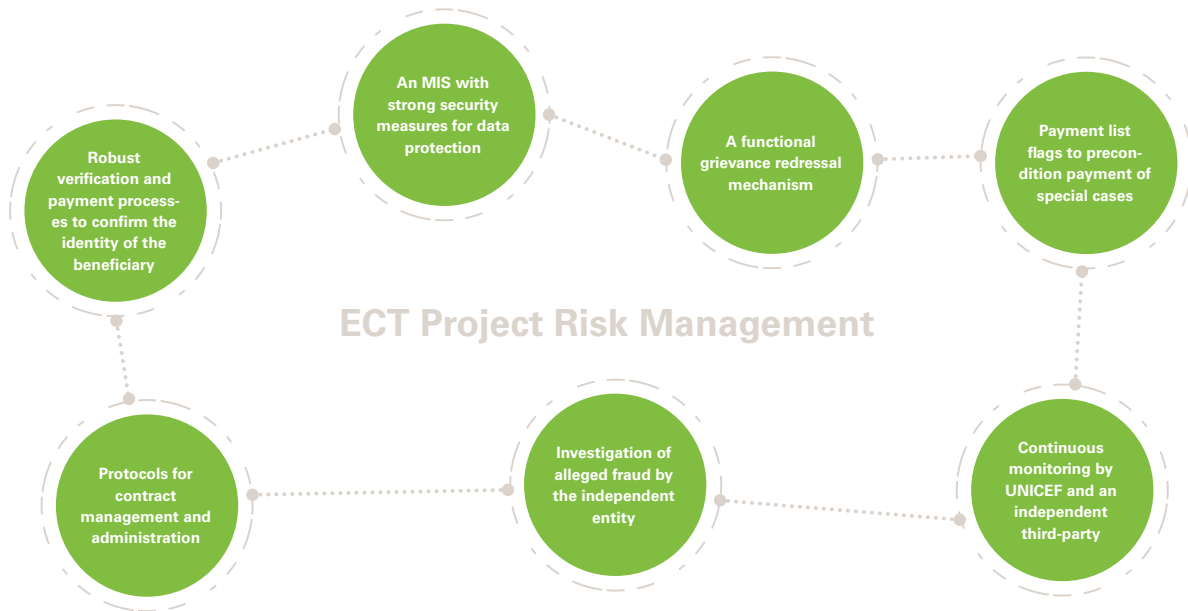 An MIS with
strong security
measures for data
protection
A functional
grievance redressal
mechanism
Payment list
flags to precon-
dition payment of
special cases
Robust
verification and
payment process-
es to confirm the
identity of the
beneficiary
ECT Project Risk Management
Protocols for
contract
management and
administration
Investigation of
alleged fraud by
the independent
entity
Continuous
monitoring by
UNICEF and an
independent
third-party